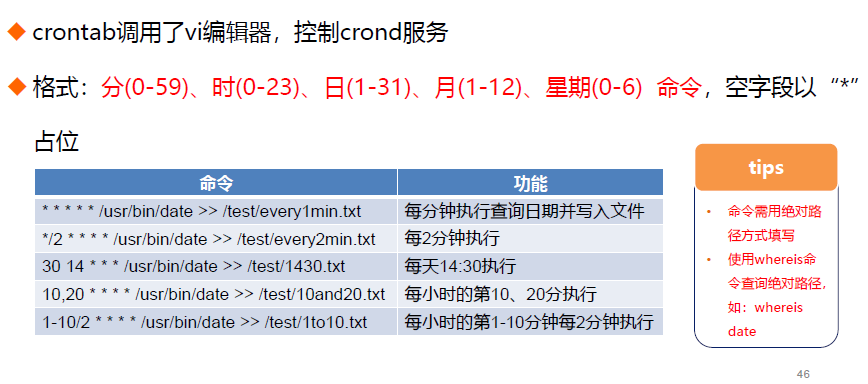 crontab调用了vi编辑器，控制crond服务
格式：分(0-59)、时(0-23)、日(1-31)、月(1-12)、星期(0-6) 命令，空字段以“*”
占位
命令 功能
* * * * * /usr/bin/date >> /test/every1min.txt 每分钟执行查询日期并写入文件
*/2 * * * * /usr/bin/date >> /test/every2min.txt 每2分钟执行
30 14 * * * /usr/bin/date >> /test/1430.txt 每天14:30执行
10,20 * * * * /usr/bin/date >> /test/10and20.txt 每小时的第10、20分执行
1-10/2 * * * * /usr/bin/date >> /test/1to10.txt 每小时的第1-10分钟每2分钟执行
tips
• 命令需用绝对路
径方式填写
• 使用whereis命
令查询绝对路径，
如：whereis
date
46